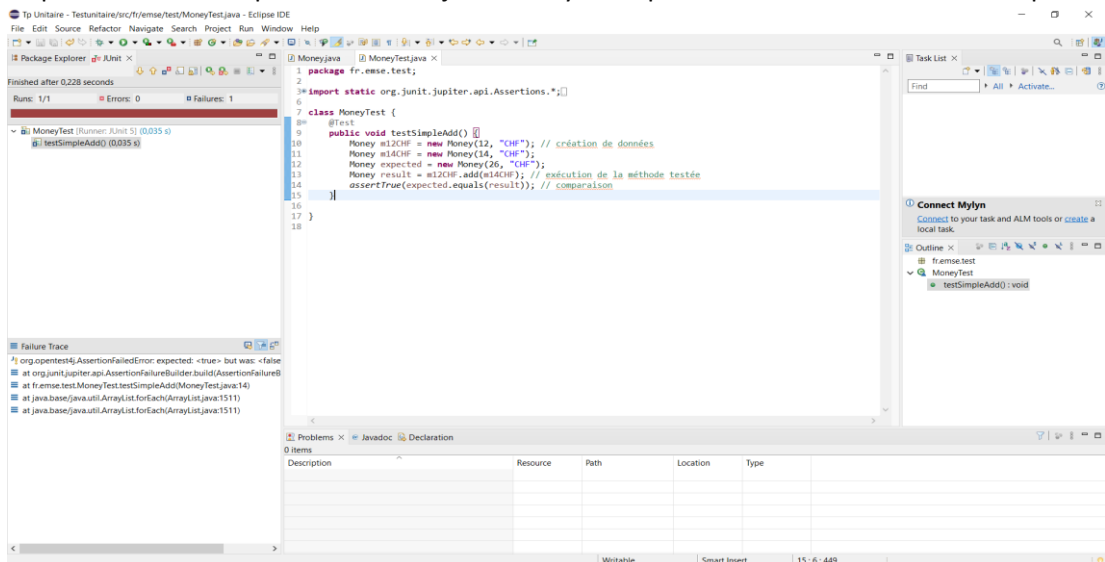 Tp Unitaire - Testunitaire/src/fr/emse/test/MoneyTest.java - Eclipse IDE
File Edit Source Refactor Navigate Search Project Run Window Help
Package Explorer JUnit
Finished after 0,228 seconds
Runs: 1/1 Errors: 0 Failures: 1
MoneyTest [Runner: JUnit 5] (0,035 s)
testSimpleAdd() (0,035 s)
Failure Trace
org.opentest4j.AssertionFailedError: expected: <true> but was: <false
at org.junit.jupiter.api.AssertionFailureBuilder.build(AssertionFailureB
at fr.emse.test.MoneyTest.testSimpleAdd(MoneyTest.java:14)
at java.base/java.util.ArrayList.forEach(ArrayList.java:1511)
at java.base/java.util.ArrayList.forEach(ArrayList.java:1511)
Money.java MoneyTest.java
1 package fr.emse.test;
2
3 import static org.junit.jupiter.api.Assertions.*;
6
7 class MoneyTest {
8 @Test
9 public void testSimpleAdd() {
10 Money m12CHF = new Money(12, "CHF"); // création de données
11 Money m14CHF = new Money(14, "CHF");
12 Money expected = new Money(26, "CHF");
13 Money result = m12CHF.add(m14CHF); // exécution de la méthode testée
14 assertTrue(expected.equals(result)); // comparaison
15 }
16
17 }
18
Problems Javadoc Declaration
0 items
Description Resource Path Location Type
Task List
Find All Activate...
Connect Mylyn
Connect to your task and ALM tools or create a
local task.
Outline
fr.emse.test
MoneyTest
testSimpleAdd() : void
Writable Smart Insert 15 : 6 : 449